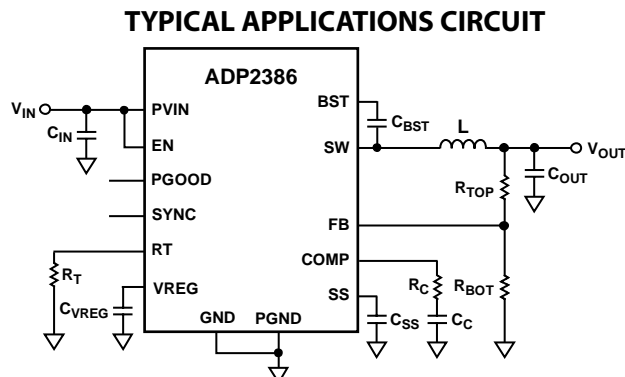 TYPICAL APPLICATIONS CIRCUIT
ADP2386
VIN
CIN
PVIN
EN
PGOOD
SYNC
RT
VREG
RT
CVREG
GND
PGND
BST
SW
FB
COMP
SS
CBST
L
VOUT
COUT
RTOP
RBOT
RC
CC
CSS